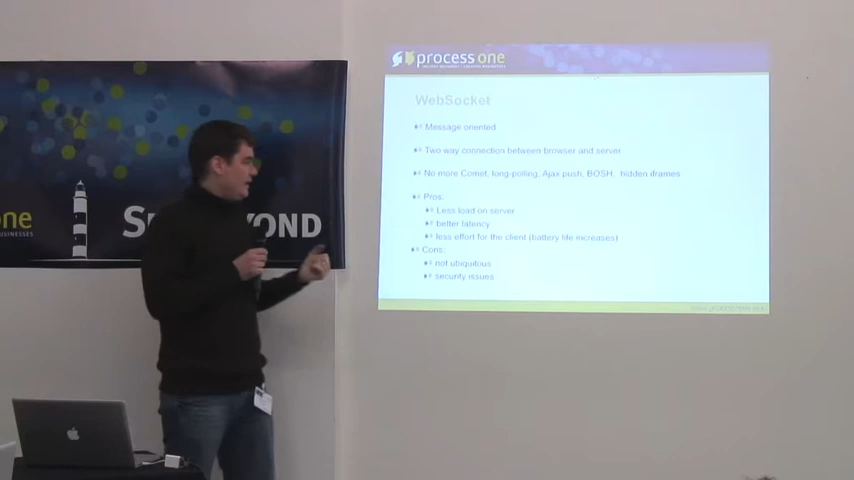 process one
WebSocket
Message oriented
Two way connection between browser and server
No more Comet, long-polling, Ajax push, BOSH, hidden iframes
Pros:
Less load on server
better latency
less effort for the client (battery life increases)
Cons:
not ubiquitous
security issues
one